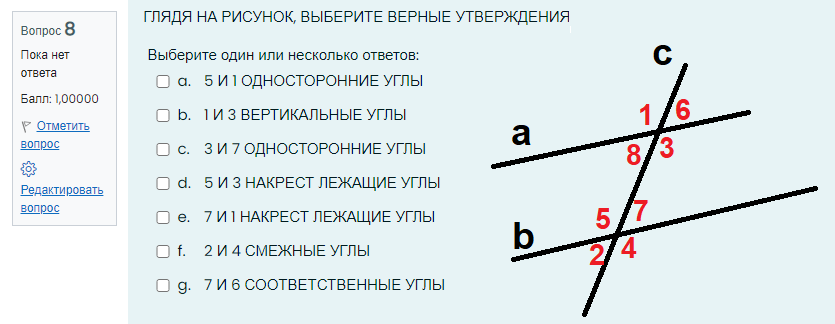 Вопрос 8
Пока нет
ответа
Балл: 1,00000
Отметить
вопрос
Редактировать
вопрос
ГЛЯДЯ НА РИСУНОК, ВЫБЕРИТЕ ВЕРНЫЕ УТВЕРЖДЕНИЯ
Выберите один или несколько ответов:
a. 5 И 1 ОДНОСТОРОННИЕ УГЛЫ
b. 1 И 3 ВЕРТИКАЛЬНЫЕ УГЛЫ
c. 3 И 7 ОДНОСТОРОННИЕ УГЛЫ
d. 5 И 3 НАКРЕСТ ЛЕЖАЩИЕ УГЛЫ
e. 7 И 1 НАКРЕСТ ЛЕЖАЩИЕ УГЛЫ
f. 2 И 4 СМЕЖНЫЕ УГЛЫ
g. 7 И 6 СООТВЕТСТВЕННЫЕ УГЛЫ
c
1 6
a
8 3
5 7
b
2 4